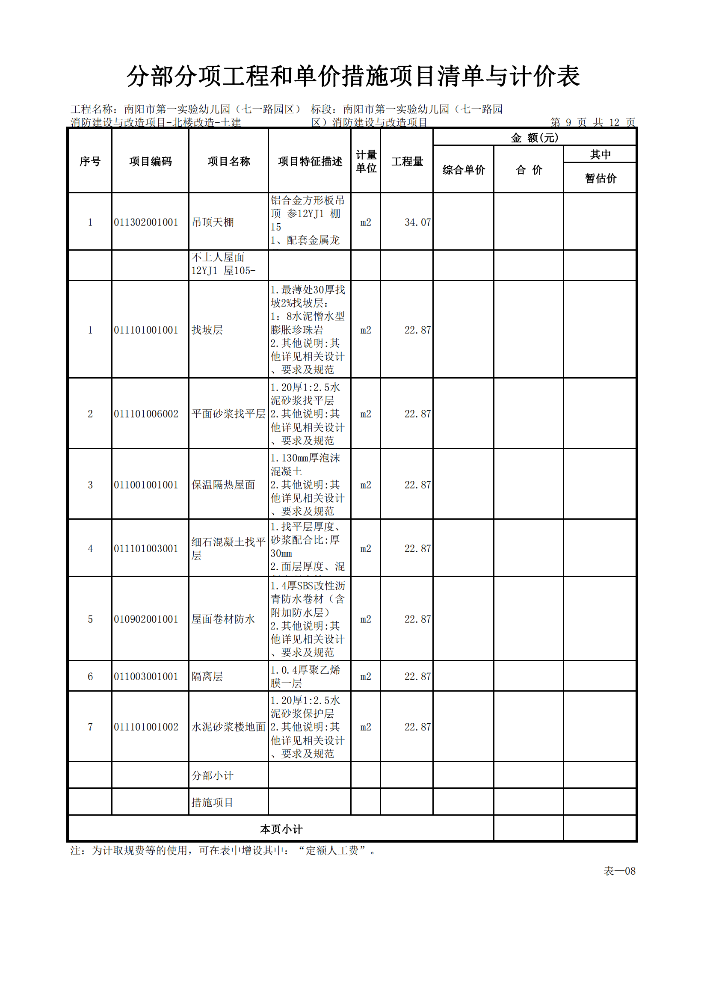 分部分项工程和单价措施项目清单与计价表
工程名称：南阳市第一实验幼儿园（七一路园区）
消防建设与改造项目-北楼改造-土建
标段：南阳市第一实验幼儿园（七一路园
区）消防建设与改造项目
第 9 页 共 12 页
序号
项目编码
项目名称
项目特征描述
计量
单位
工程量
金 额(元)
综合单价
合 价
其中
暂估价
1
011302001001
吊顶天棚
铝合金方形板吊
顶 参12YJ1 棚
15
1、配套金属龙
m2
34.07
不上人屋面
12YJ1 屋105-
1
011101001001
找坡层
1.最薄处30厚找
坡2%找坡层：
1：8水泥憎水型
膨胀珍珠岩
2.其他说明:其
他详见相关设计
、要求及规范
m2
22.87
2
011101006002
平面砂浆找平层
1.20厚1:2.5水
泥砂浆找平层
2.其他说明:其
他详见相关设计
、要求及规范
m2
22.87
3
011001001001
保温隔热屋面
1.130mm厚泡沫
混凝土
2.其他说明:其
他详见相关设计
、要求及规范
m2
22.87
4
011101003001
细石混凝土找平
层
1.找平层厚度、
砂浆配合比:厚
30mm
2.面层厚度、混
m2
22.87
5
010902001001
屋面卷材防水
1.4厚SBS改性沥
青防水卷材（含
附加防水层）
2.其他说明:其
他详见相关设计
、要求及规范
m2
22.87
6
011003001001
隔离层
1.0.4厚聚乙烯
膜一层
m2
22.87
7
011101001002
水泥砂浆楼地面
1.20厚1:2.5水
泥砂浆保护层
2.其他说明:其
他详见相关设计
、要求及规范
m2
22.87
分部小计
措施项目
本页小计
注：为计取规费等的使用，可在表中增设其中：“定额人工费”。
表—08